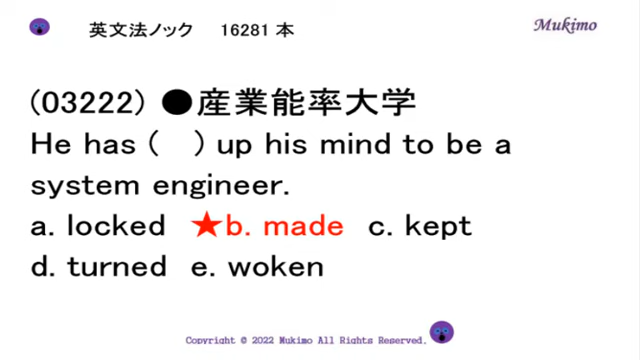 英文法ノック 16281 本
Mukimo
(03222) ●産業能率大学
He has ( ) up his mind to be a
system engineer.
a. locked ★b. made c. kept
d. turned e. woken
Copyright @ 2022 Mukimo All Rights Reserved.